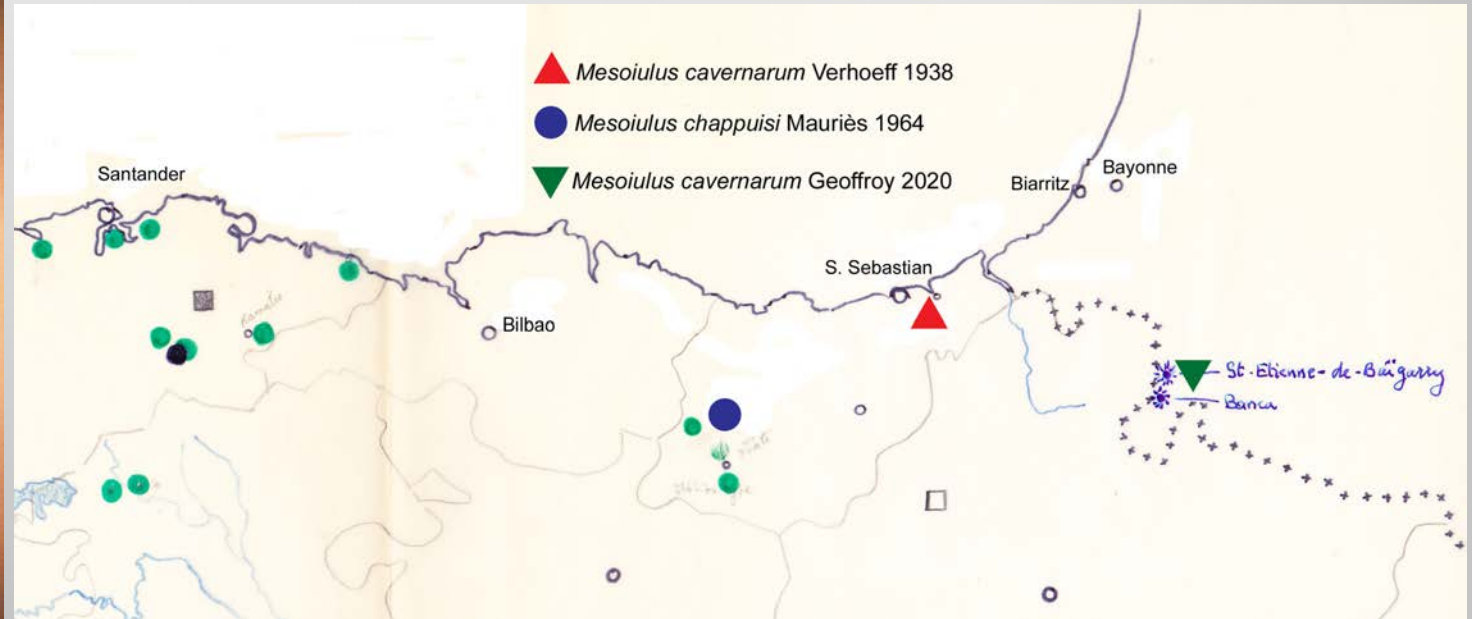 Mesoiulus cavernarum Verhoeff 1938
Mesoiulus chappuisi Mauriès 1964
Mesoiulus cavernarum Geoffroy 2020
Santander
Biarritz
Bayonne
S. Sebastian
Bilbao
Ramales
St. Etienne-de-Baïgorry
Banca